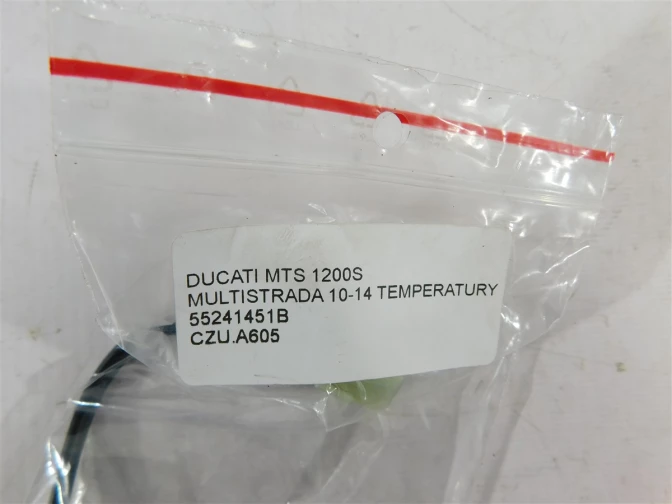 DUCATI MTS 1200S
MULTISTRADA 10-14 TEMPERATURY
55241451B
CZU.A605